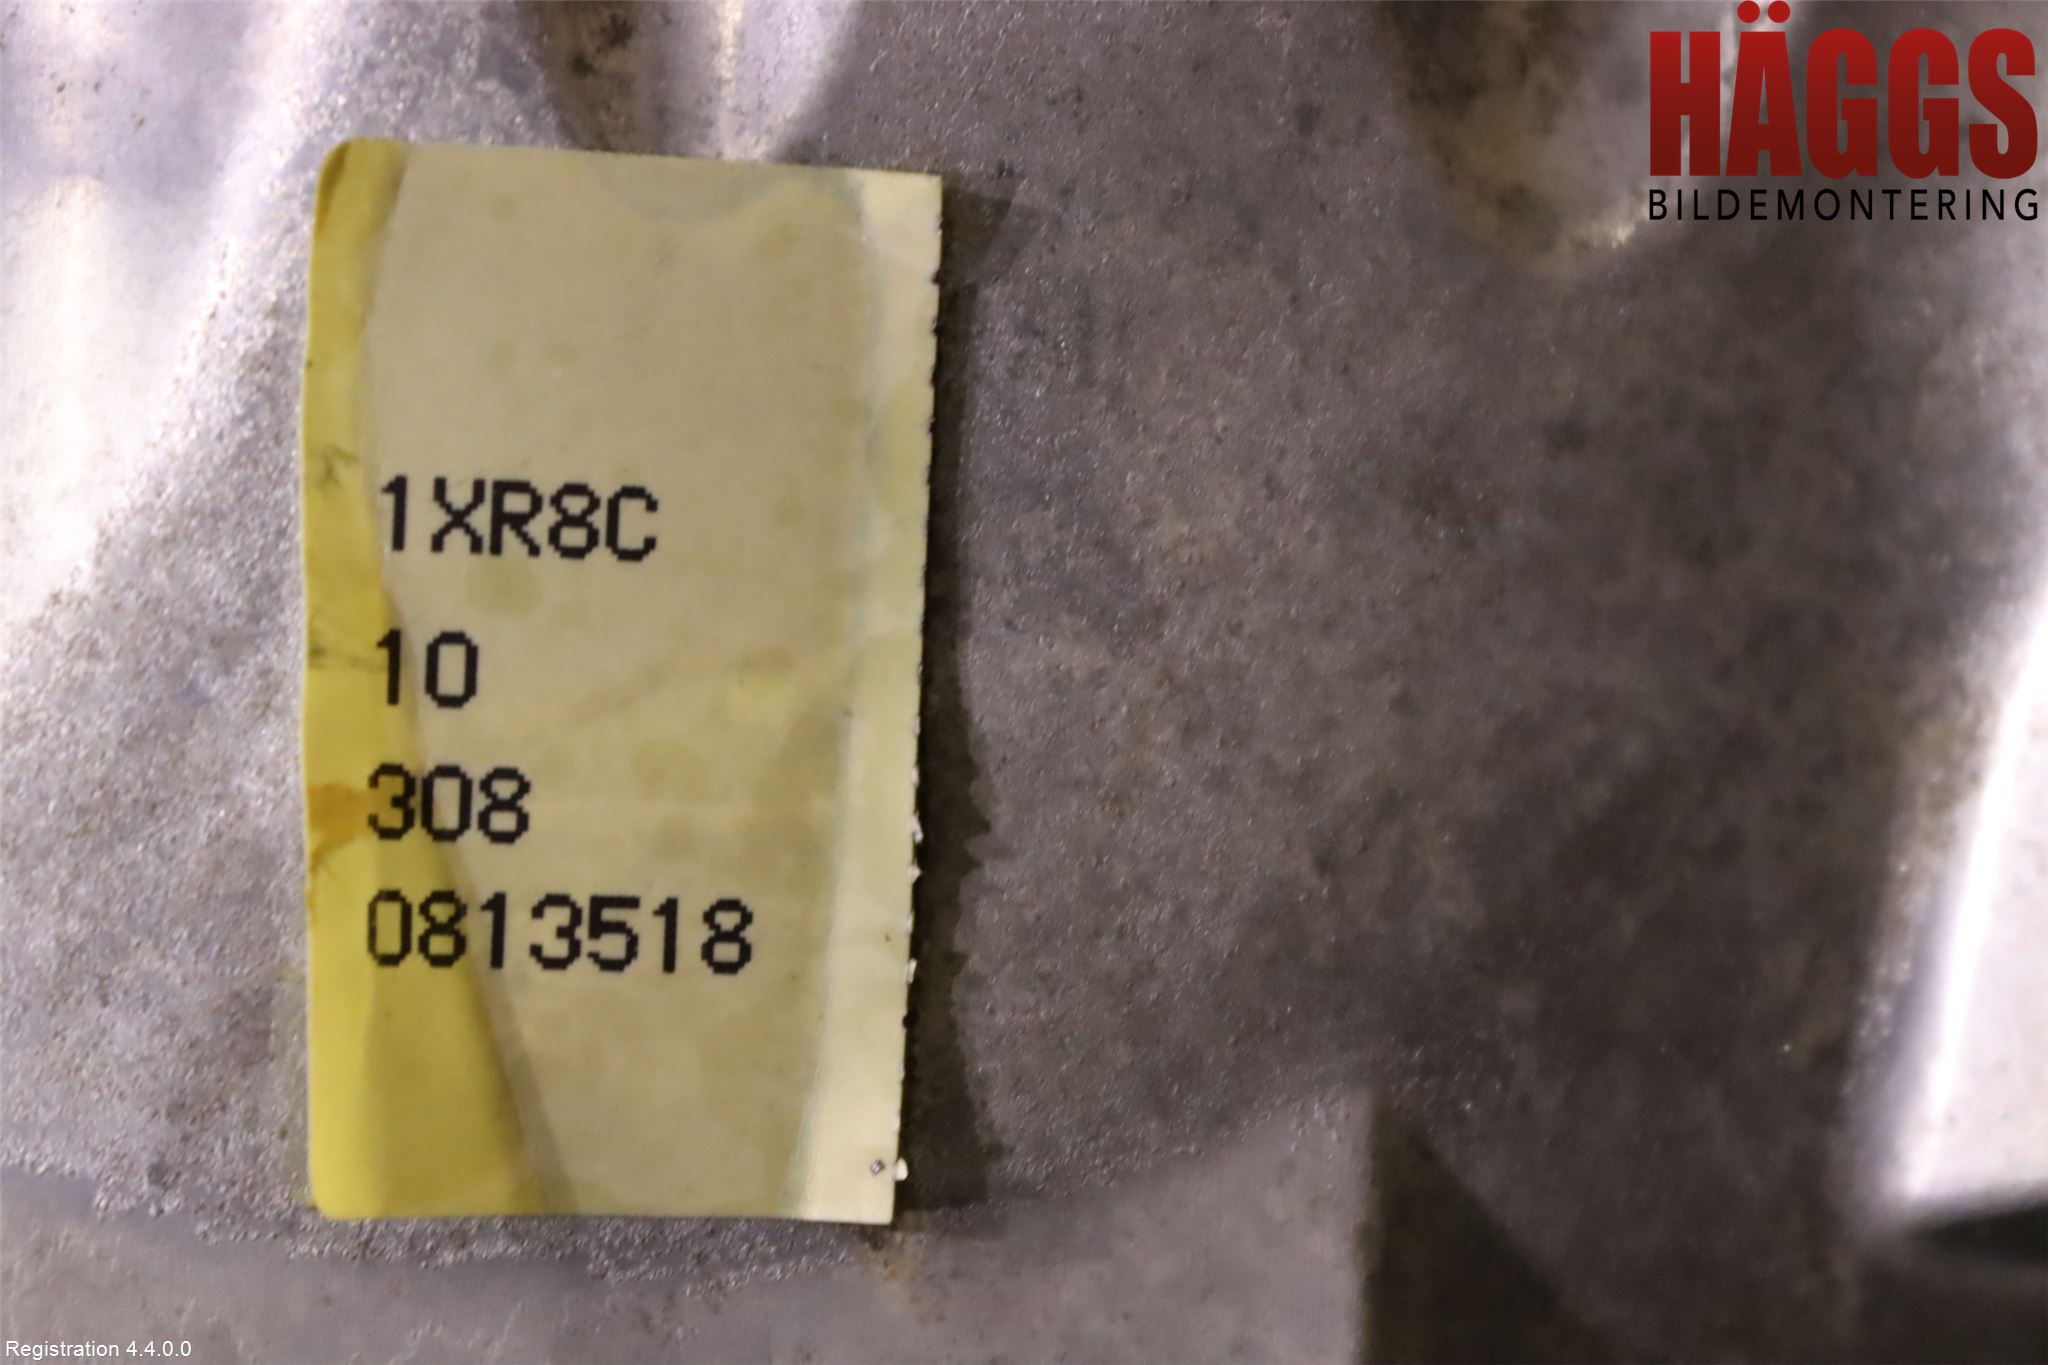 HÄGGS
BILDEMONTERING
1XR8C
10
308
0813518
Registration 4.4.0.0